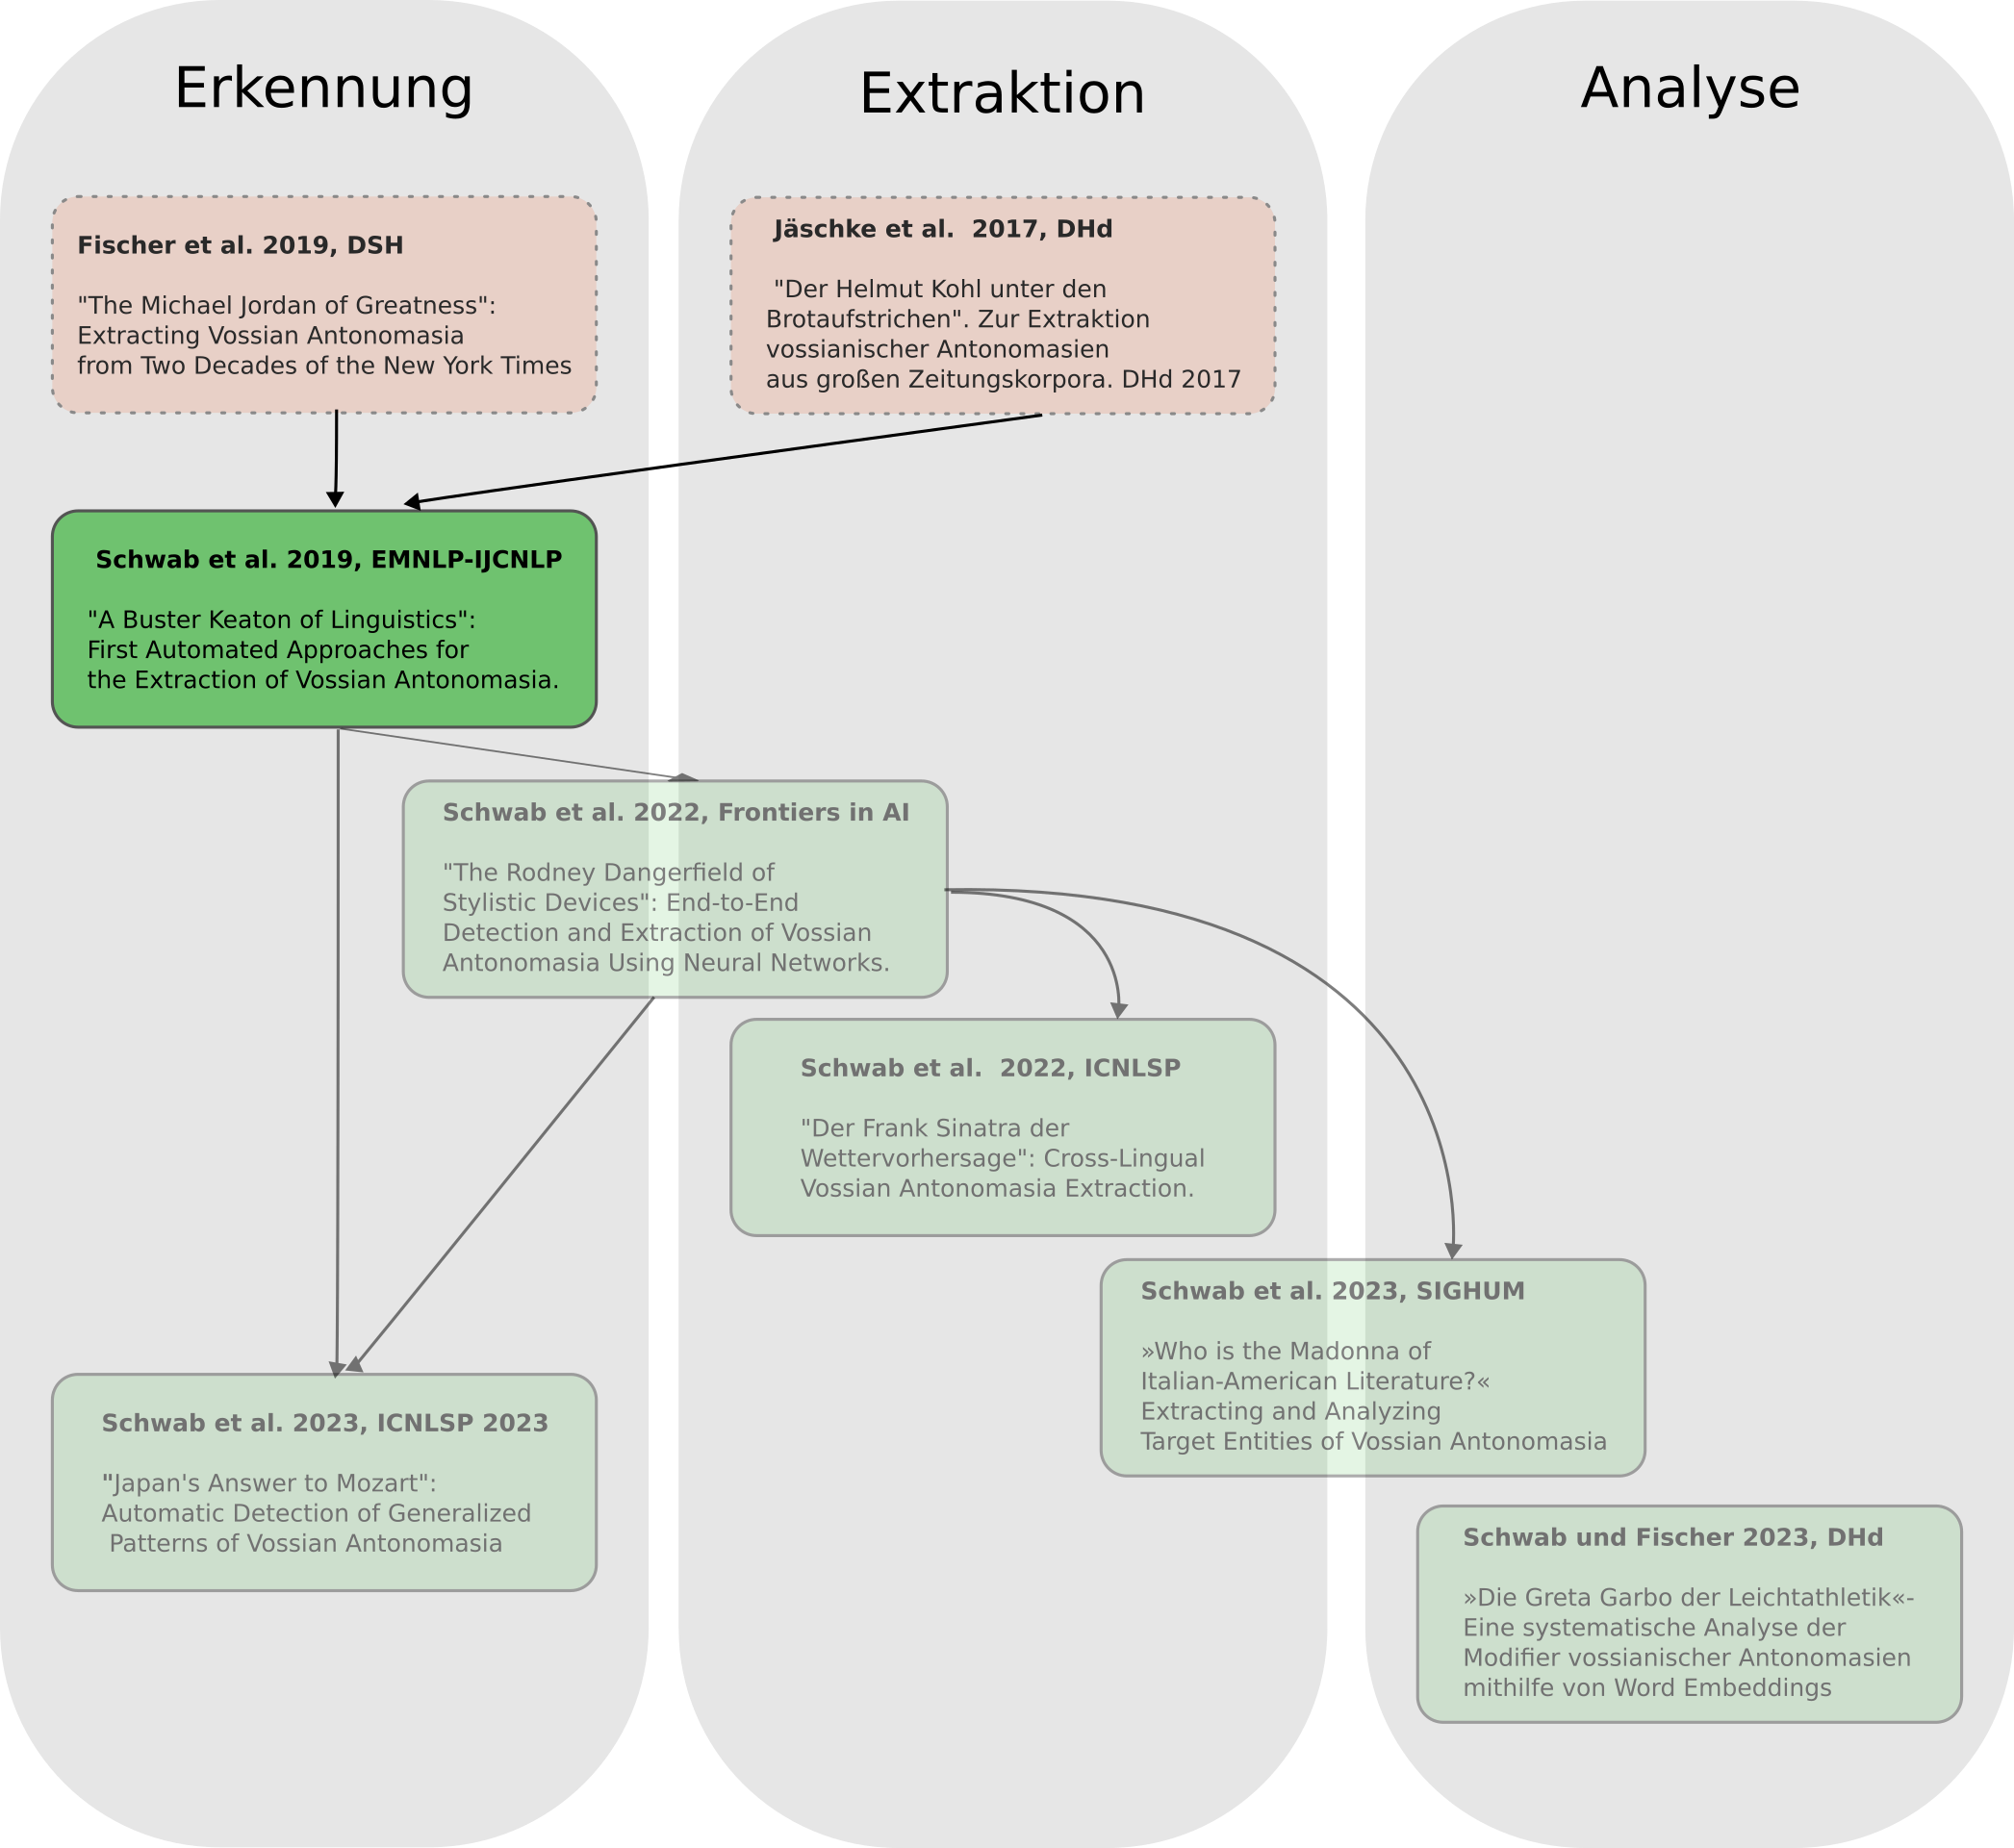 Erkennung
Extraktion
Analyse
Fischer et al. 2019, DSH
"The Michael Jordan of Greatness":
Extracting Vossian Antonomasia
from Two Decades of the New York Times
Jäschke et al.  2017, DHd
"Der Helmut Kohl unter den
Brotaufstrichen". Zur Extraktion
vossianischer Antonomasien
aus großen Zeitungskorpora. DHd 2017
Schwab et al. 2019, EMNLP-IJCNLP
"A Buster Keaton of Linguistics":
First Automated Approaches for
the Extraction of Vossian Antonomasia.
Schwab et al. 2022, Frontiers in AI
"The Rodney Dangerfield of
Stylistic Devices": End-to-End
Detection and Extraction of Vossian
Antonomasia Using Neural Networks.
Schwab et al.  2022, ICNLSP
"Der Frank Sinatra der
Wettervorhersage": Cross-Lingual
Vossian Antonomasia Extraction.
Schwab et al. 2023, SIGHUM
»Who is the Madonna of
Italian-American Literature?«
Extracting and Analyzing
Target Entities of Vossian Antonomasia
Schwab et al. 2023, ICNLSP 2023
"Japan's Answer to Mozart":
Automatic Detection of Generalized
Patterns of Vossian Antonomasia
Schwab und Fischer 2023, DHd
»Die Greta Garbo der Leichtathletik«-
Eine systematische Analyse der
Modifier vossianischer Antonomasien
mithilfe von Word Embeddings